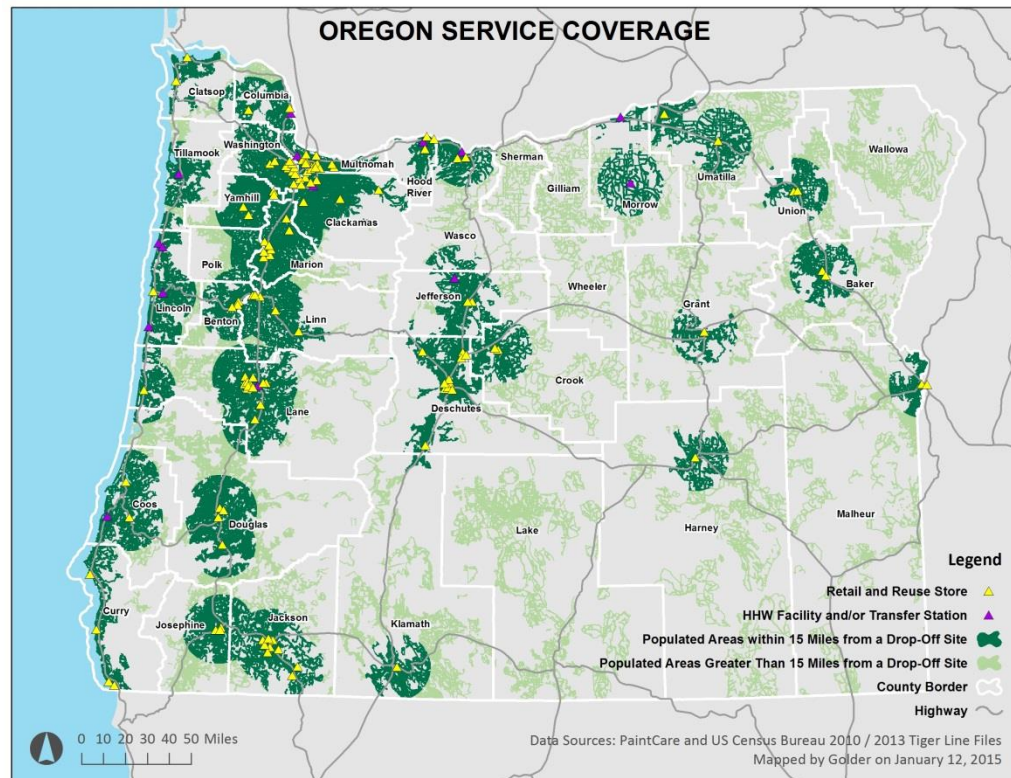 OREGON SERVICE COVERAGE
Clatsop
Columbia
Tillamook
Washington
Multnomah
Hood
River
Sherman
Gilliam
Morrow
Umatilla
Wallowa
Union
Yamhill
Clackamas
Wasco
Polk
Marion
Wheeler
Baker
Lincoln
Benton
Linn
Jefferson
Grant
Crook
Lane
Deschutes
Coos
Douglas
Lake
Harney
Malheur
Curry
Josephine
Jackson
Klamath
Legend
Retail and Reuse Store
HHW Facility and/or Transfer Station
Populated Areas within 15 Miles from a Drop-Off Site
Populated Areas Greater Than 15 Miles from a Drop-Off Site
County Border
Highway
0 10 20 30 40 50 Miles
Data Sources: PaintCare and US Census Bureau 2010 / 2013 Tiger Line Files
Mapped by Golder on January 12, 2015